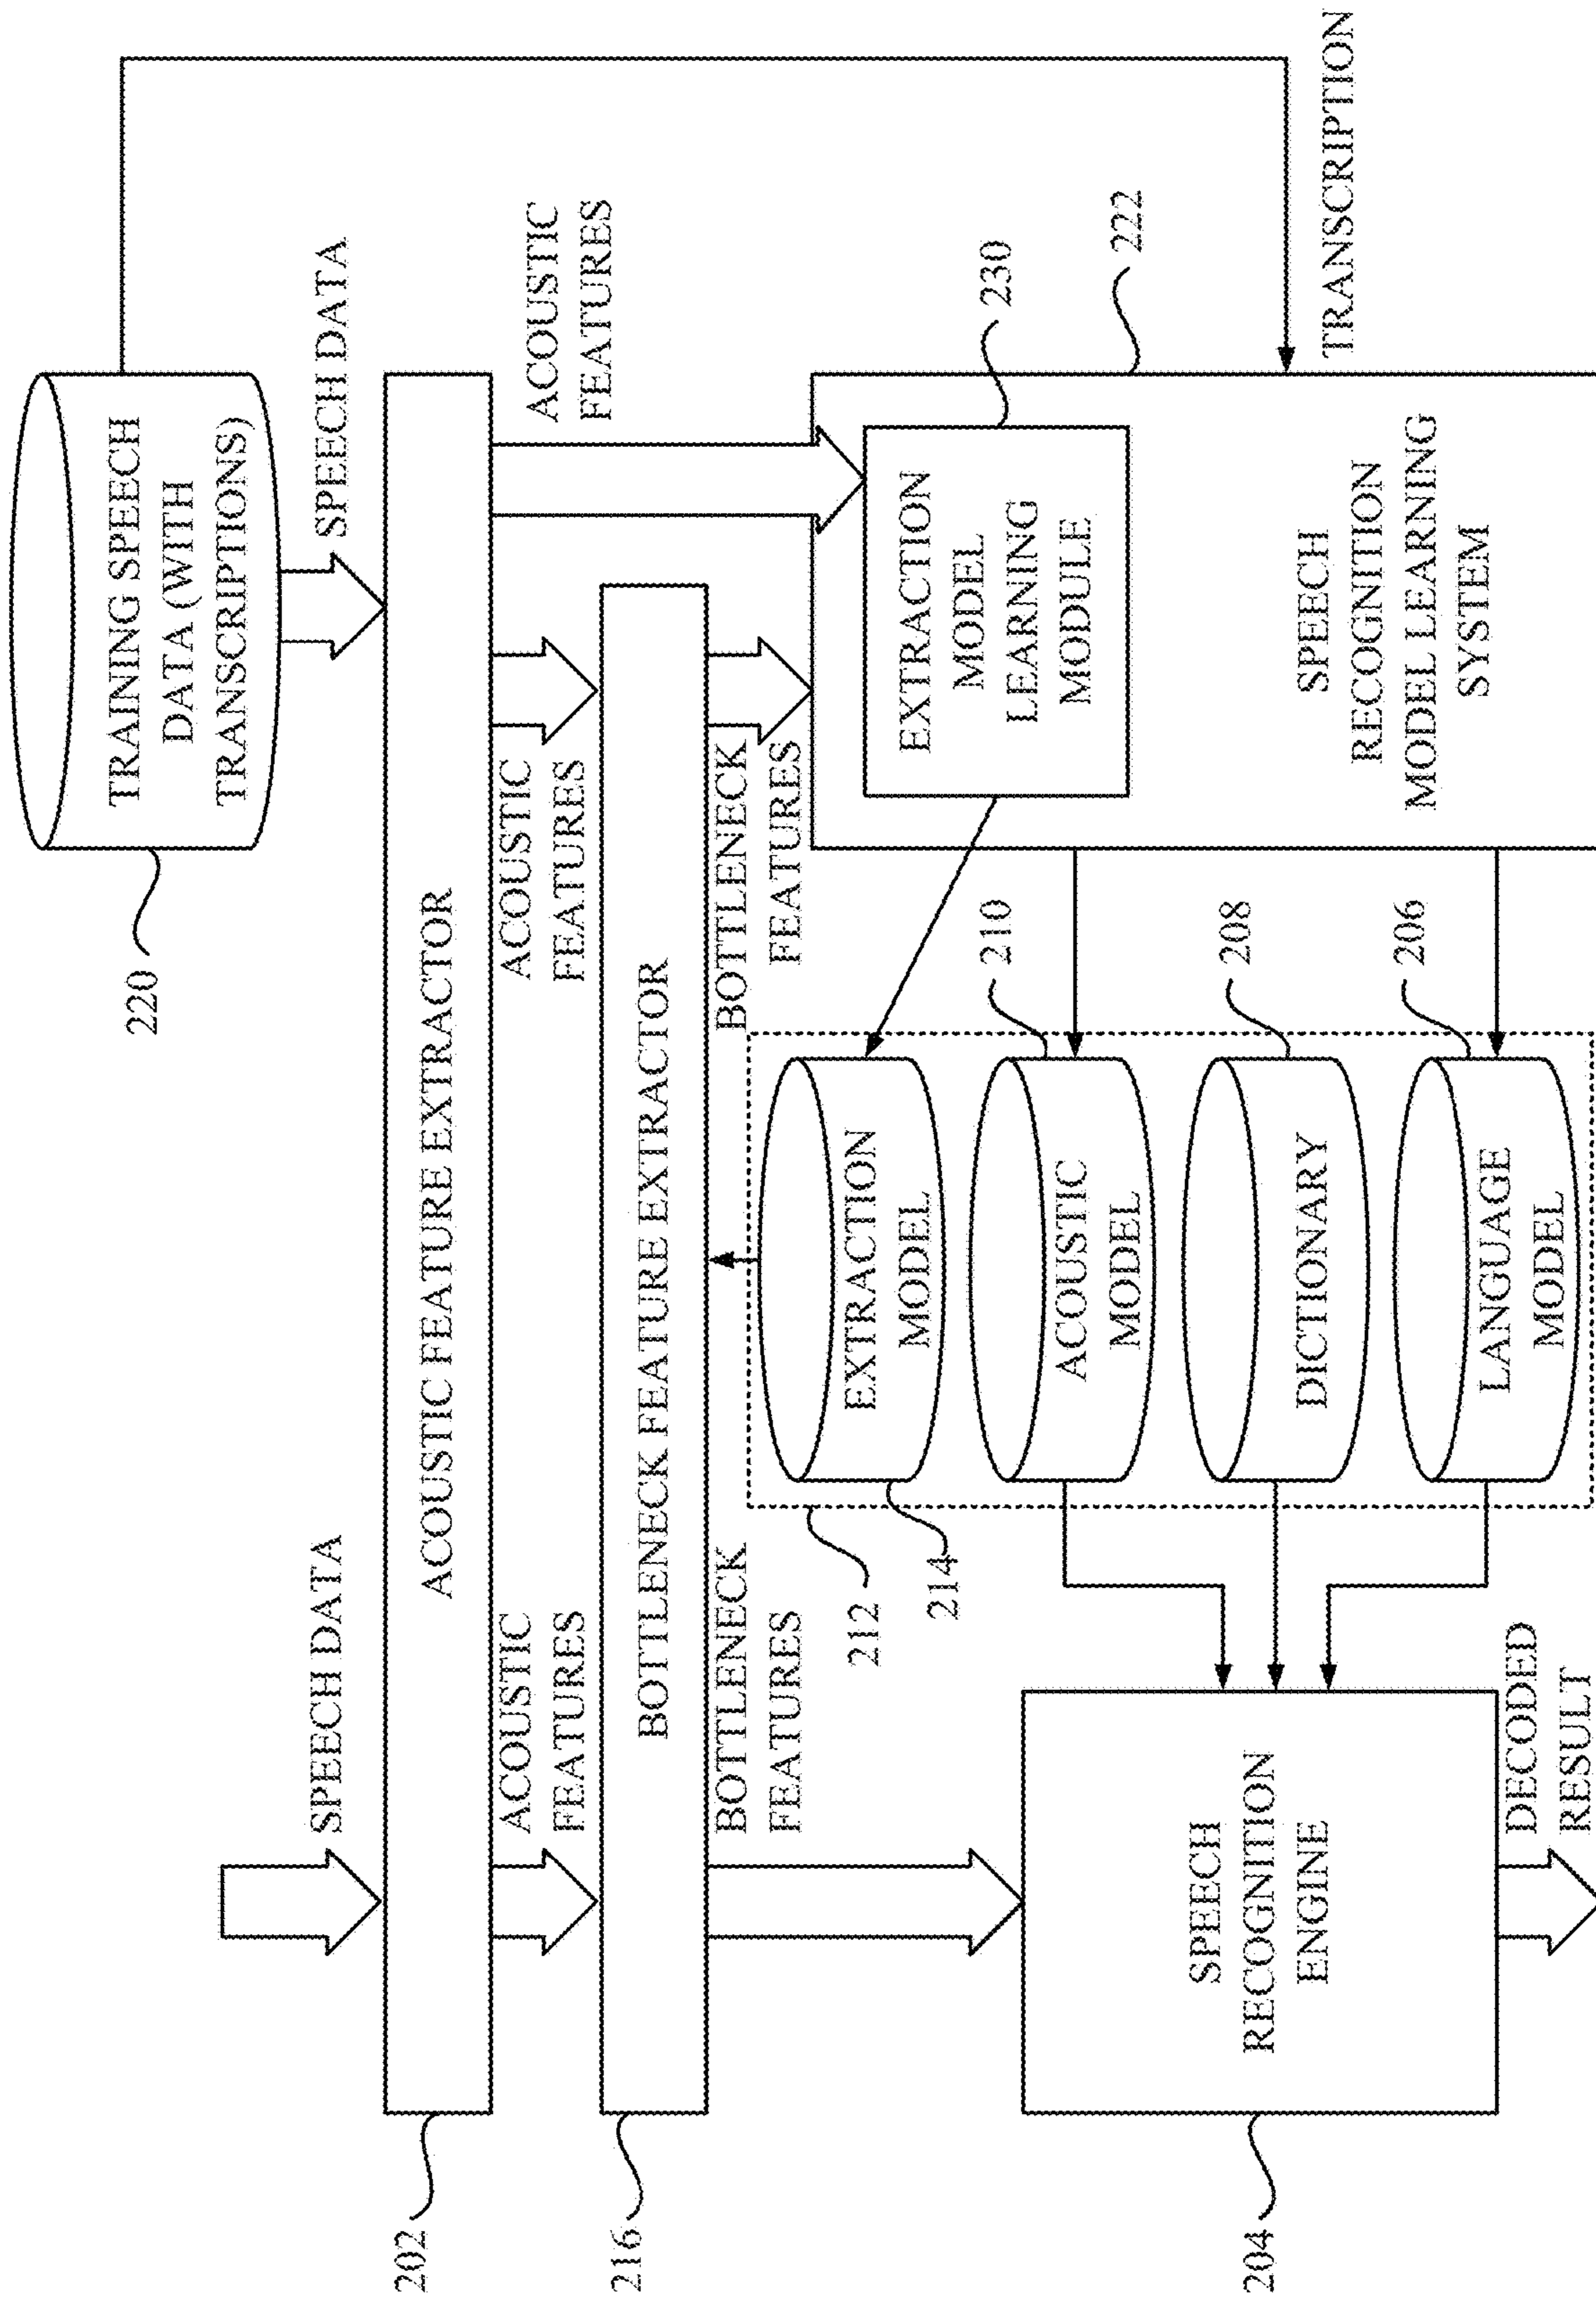 TRAINING SPEECH
DATA (WITH
TRANSCRIPTIONS)
220
SPEECH DATA
SPEECH DATA
ACOUSTIC FEATURE EXTRACTOR
202
ACOUSTIC
FEATURES
ACOUSTIC
FEATURES
ACOUSTIC
FEATURES
BOTTLENECK FEATURE EXTRACTOR
216
BOTTLENECK
FEATURES
BOTTLENECK
FEATURES
EXTRACTION
MODEL
LEARNING
MODULE
230
222
SPEECH
RECOGNITION
MODEL LEARNING
SYSTEM
TRANSCRIPTION
212
214
EXTRACTION
MODEL
210
ACOUSTIC
MODEL
208
DICTIONARY
206
LANGUAGE
MODEL
SPEECH
RECOGNITION
ENGINE
204
DECODED
RESULT